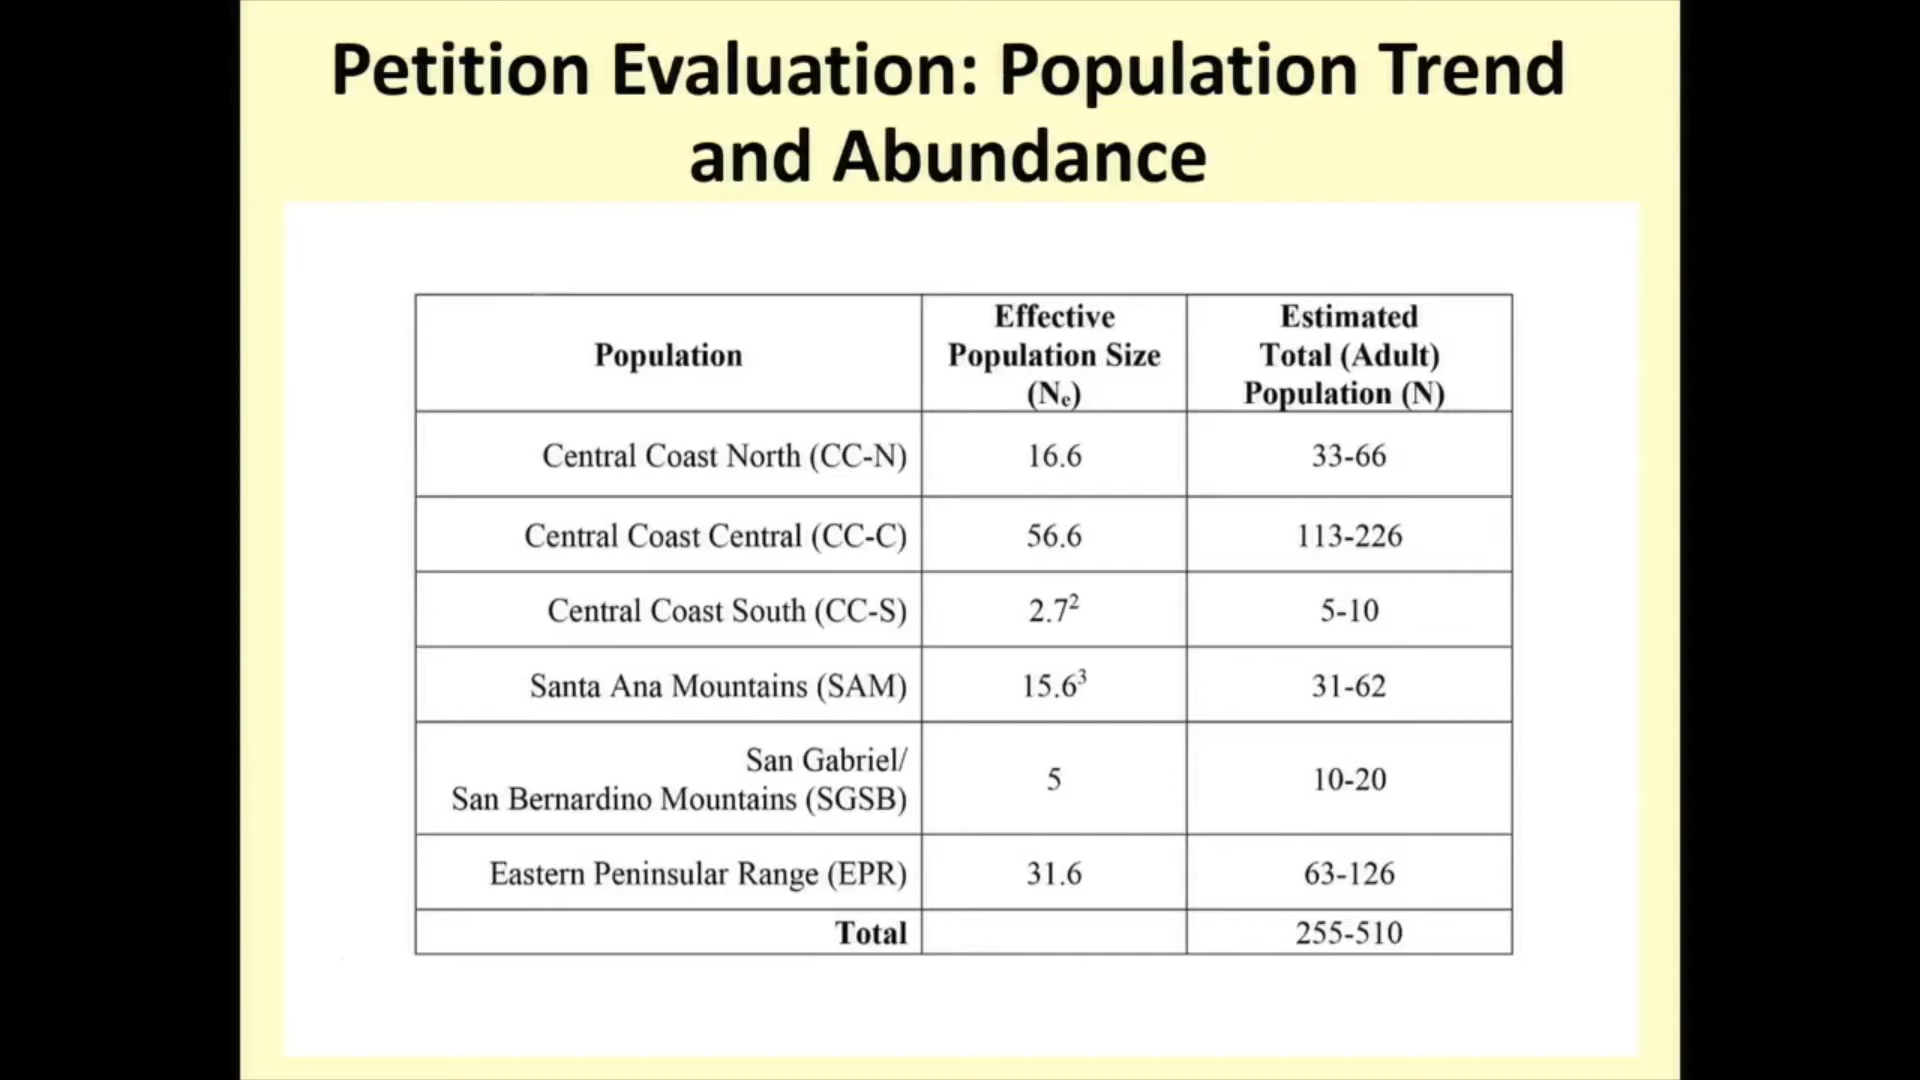 Petition Evaluation: Population Trend
and Abundance
Population
Effective
Population Size
(Nₑ)
Estimated
Total (Adult)
Population (N)
Central Coast North (CC-N) 16.6 33-66
Central Coast Central (CC-C) 56.6 113-226
Central Coast South (CC-S) 2.7² 5-10
Santa Ana Mountains (SAM) 15.6³ 31-62
San Gabriel/
San Bernardino Mountains (SGSB) 5 10-20
Eastern Peninsular Range (EPR) 31.6 63-126
Total 255-510